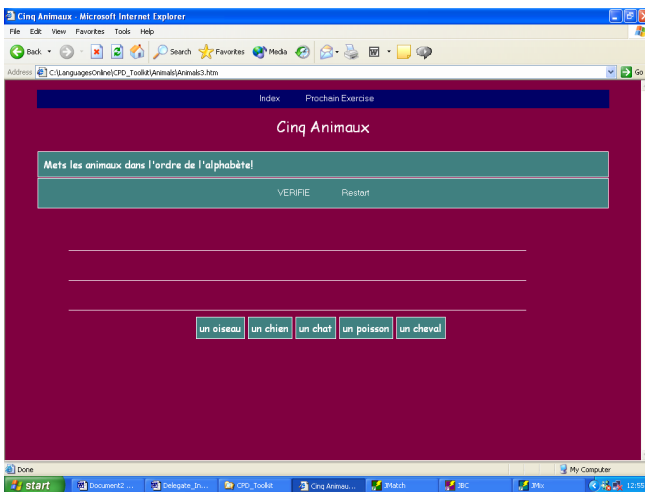 Cinq Animaux - Microsoft Internet Explorer
File Edit View Favorites Tools Help
Back Search Favorites Media
Address C:\LanguagesOnline\CPD_Toolkit\Animals\Animals3.htm Go
Index Prochain Exercise
Cinq Animaux
Mets les animaux dans l'ordre de l'alphabète!
VERIFIE Restart
un oiseau un chien un chat un poisson un cheval
Done My Computer
start Document2 ... Delegate_In... CPD_Toolkit Cinq Animau... JMatch JBC JMix 12:55